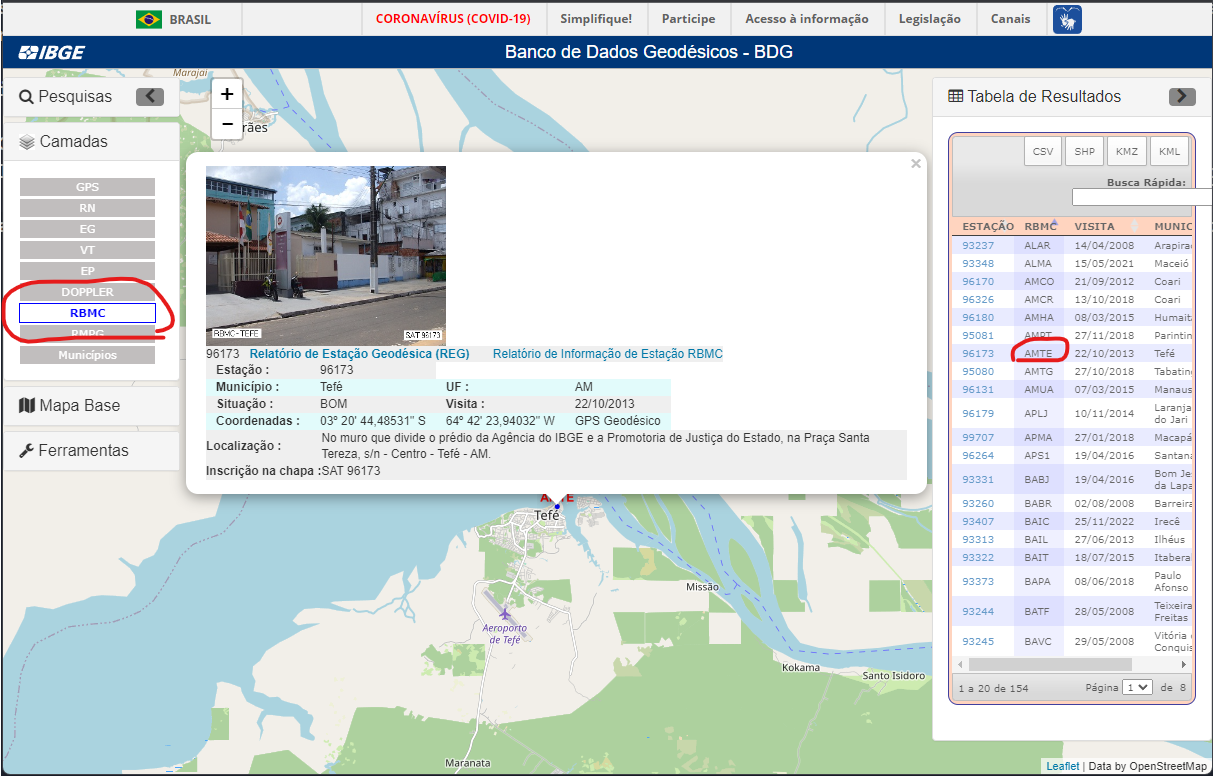 BRASIL
CORONAVÍRUS (COVID-19)
Simplifique!
Participe
Acesso à informação
Legislação
Canais
IBGE
Banco de Dados Geodésicos - BDG
Pesquisas
Camadas
GPS
RN
EG
VT
EP
DOPPLER
RBMC
RMPG
Municípios
Mapa Base
Ferramentas
Marajaí
+
−
rães
×
RBMC - TEFE
SAT 96173
96173 Relatório de Estação Geodésica (REG) Relatório de Informação de Estação RBMC
Estação : 96173
Município : Tefé UF : AM
Situação : BOM Visita : 22/10/2013
Coordenadas : 03º 20' 44,48531" S 64º 42' 23,94032" W GPS Geodésico
Localização : No muro que divide o prédio da Agência do IBGE e a Promotoria de Justiça do Estado, na Praça Santa
Tereza, s/n - Centro - Tefé - AM.
Inscrição na chapa :SAT 96173
AMTE
Tefé
Missão
Aeroporto
de Tefé
Kokama
Santo Isidoro
Maranata
Tabela de Resultados
CSV SHP KMZ KML
Busca Rápida:
ESTAÇÃO RBMC VISITA MUNIC
93237 ALAR 14/04/2008 Arapira
93348 ALMA 15/05/2021 Maceió
96170 AMCO 21/09/2012 Coari
96326 AMCR 13/10/2018 Coari
96180 AMHA 08/03/2015 Humait
95081 AMPT 27/11/2018 Parintin
96173 AMTE 22/10/2013 Tefé
95080 AMTG 27/10/2018 Tabating
96131 AMUA 07/03/2015 Manaus
96179 APLJ 10/11/2014 Laranja
do Jari
99707 APMA 27/01/2018 Macapá
96264 APS1 19/04/2016 Santana
93331 BABJ 19/04/2016 Bom Je
da Lapa
93260 BABR 02/08/2008 Barreira
93407 BAIC 25/11/2022 Irecê
93313 BAIL 27/06/2013 Ilhéus
93322 BAIT 18/07/2015 Itabera
93373 BAPA 08/06/2018 Paulo
Afonso
93244 BATF 28/05/2008 Teixeira
Freitas
93245 BAVC 29/05/2008 Vitória
Conquis
1 a 20 de 154 Página 1 de 8
Leaflet | Data by OpenStreetMap